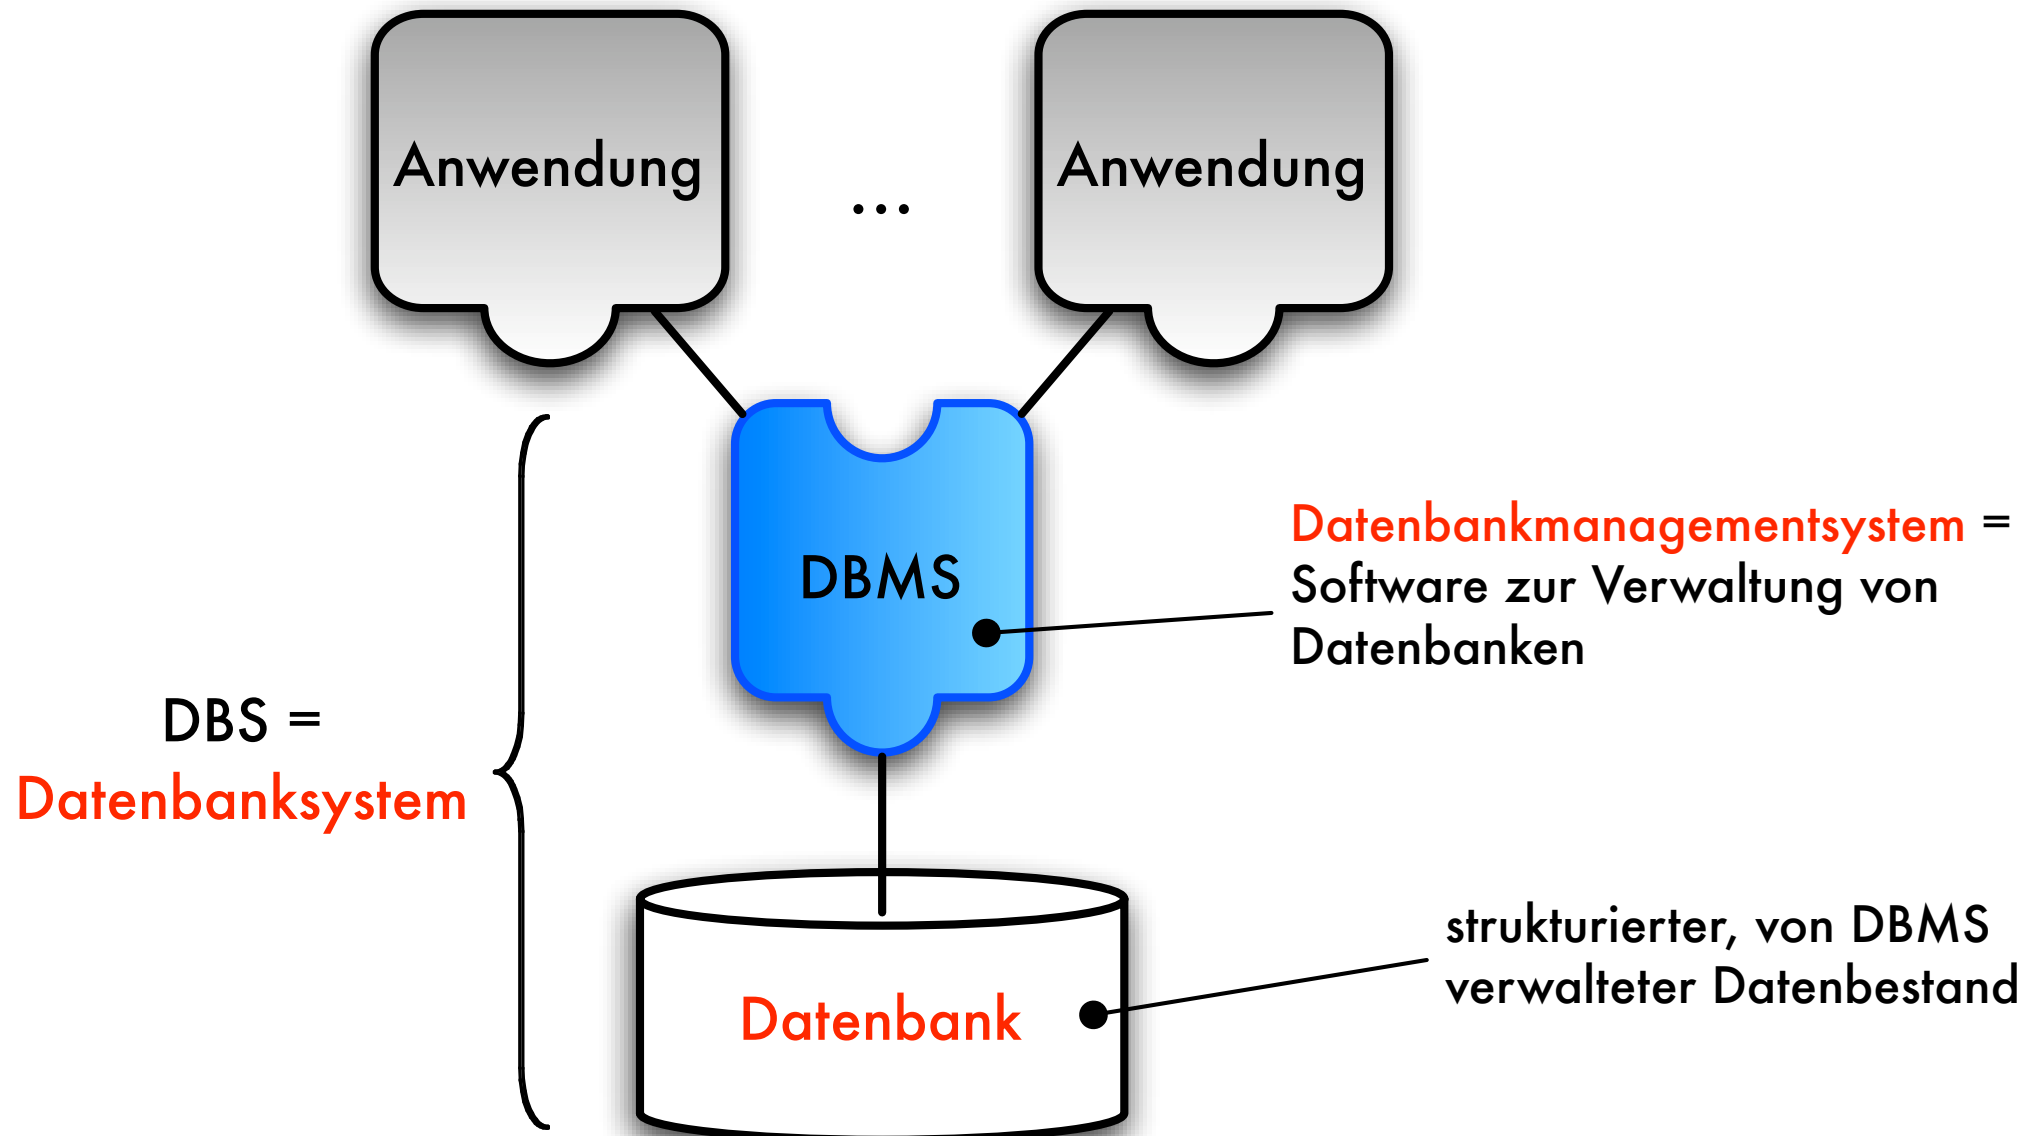 Anwendung
...
Anwendung
DBMS
Datenbankmanagementsystem =
Software zur Verwaltung von
Datenbanken
DBS =
Datenbanksystem
Datenbank
strukturierter, von DBMS
verwalteter Datenbestand